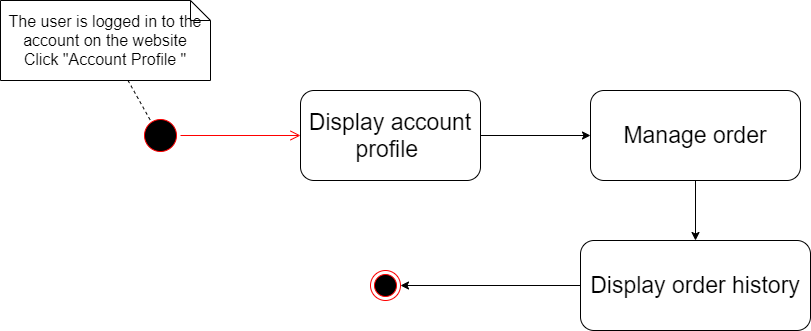 The user is logged in to the
account on the website
Click "Account Profile "
Display account
profile
Manage order
Display order history